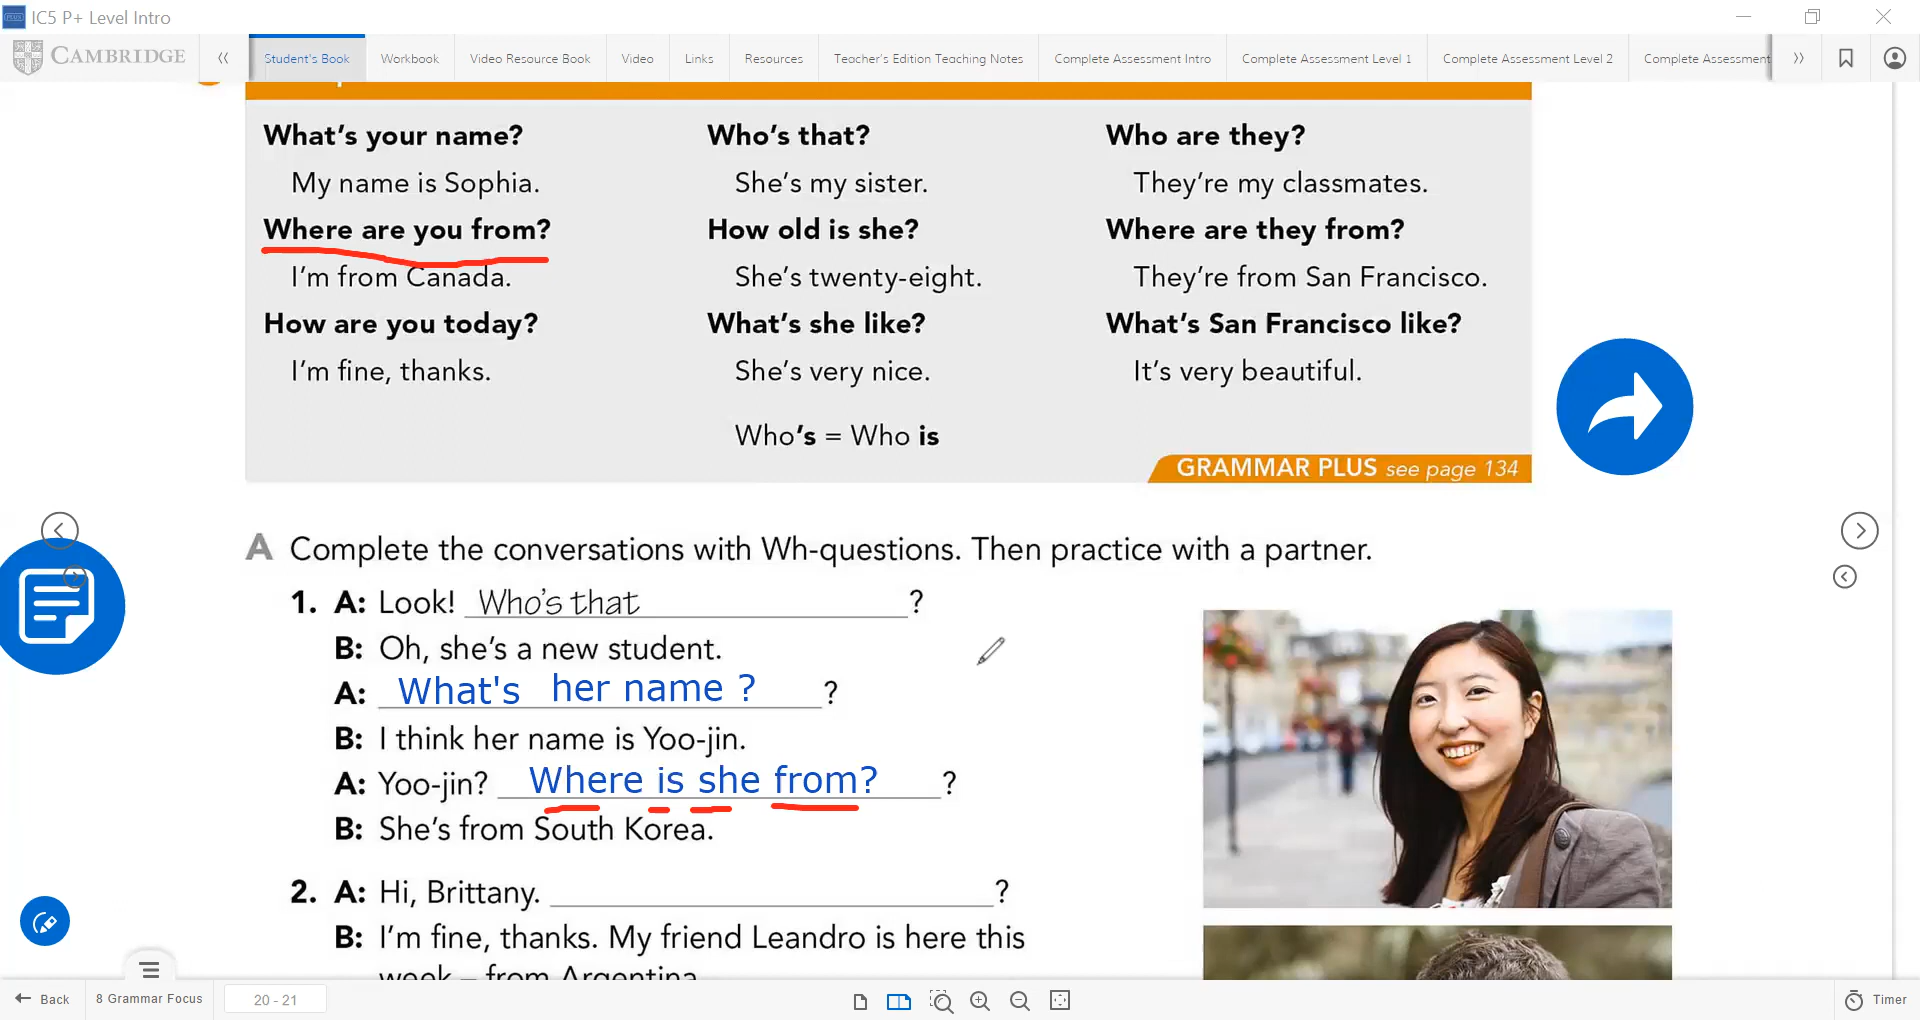 IC5 P+ Level Intro
CAMBRIDGE
Student's Book
Workbook
Video Resource Book
Video
Links
Resources
Teacher's Edition Teaching Notes
Complete Assessment Intro
Complete Assessment Level 1
Complete Assessment Level 2
Complete Assessment
What's your name?
My name is Sophia.
Where are you from?
I'm from Canada.
How are you today?
I'm fine, thanks.
Who's that?
She's my sister.
How old is she?
She's twenty-eight.
What's she like?
She's very nice.
Who's = Who is
Who are they?
They're my classmates.
Where are they from?
They're from San Francisco.
What's San Francisco like?
It's very beautiful.
GRAMMAR PLUS see page 134
A Complete the conversations with Wh-questions. Then practice with a partner.
1. A: Look! Who's that ?
B: Oh, she's a new student.
A: What's her name ? ?
B: I think her name is Yoo-jin.
A: Yoo-jin? Where is she from? ?
B: She's from South Korea.
2. A: Hi, Brittany. ?
B: I'm fine, thanks. My friend Leandro is here this
week – from Argentina
Back
8 Grammar Focus
20 - 21
Timer